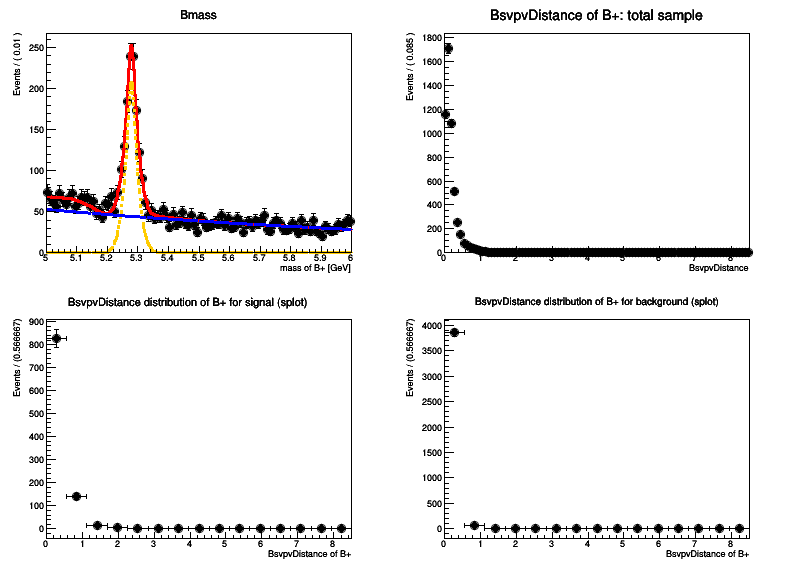 Bmass
Events / ( 0.01 )
250
200
150
100
50
0
5 5.1 5.2 5.3 5.4 5.5 5.6 5.7 5.8 5.9 6
mass of B+ [GeV]
BsvpvDistance of B+: total sample
Events / ( 0.085 )
1800
1600
1400
1200
1000
800
600
400
200
0
0 1 2 3 4 5 6 7 8
BsvpvDistance
BsvpvDistance distribution of B+ for signal (splot)
Events / (0.566667)
900
800
700
600
500
400
300
200
100
0
0 1 2 3 4 5 6 7 8
BsvpvDistance of B+
BsvpvDistance distribution of B+ for background (splot)
Events / (0.566667)
4000
3500
3000
2500
2000
1500
1000
500
0
0 1 2 3 4 5 6 7 8
BsvpvDistance of B+